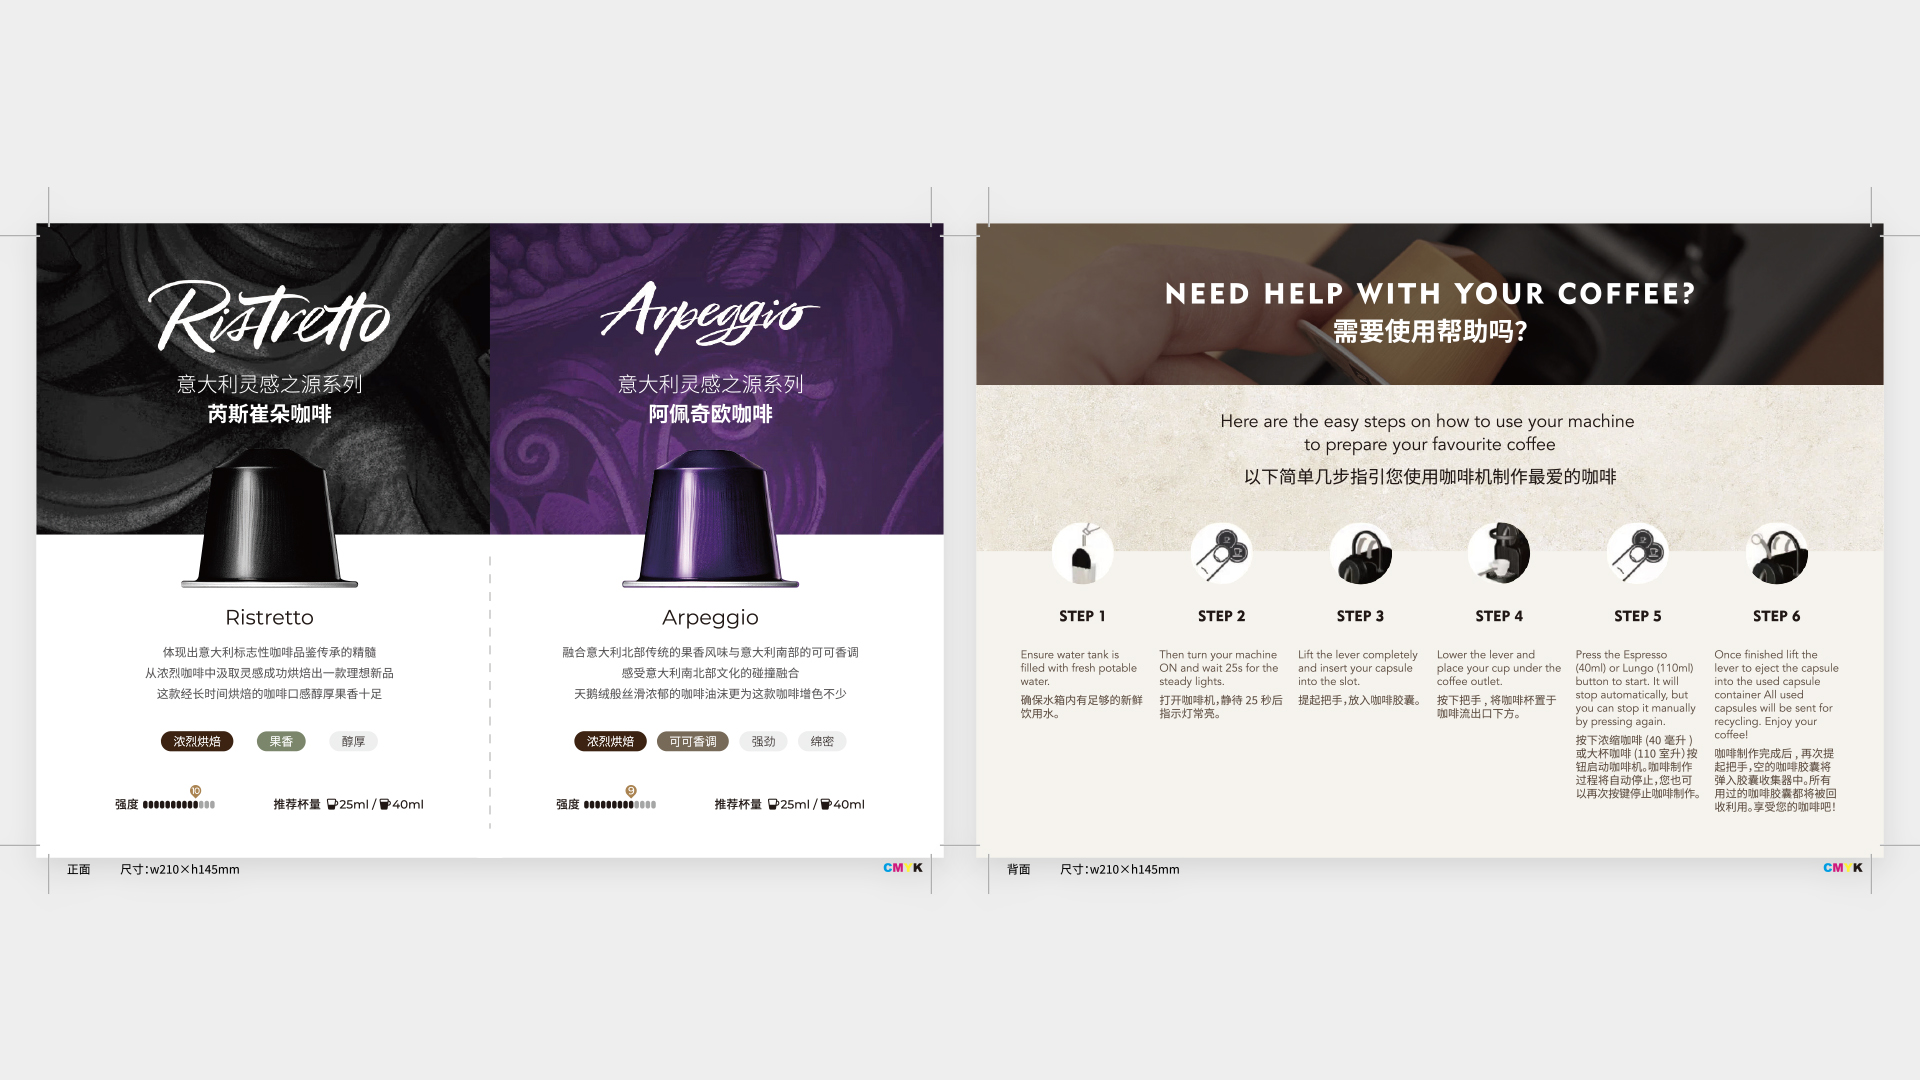 Ristretto
意大利灵感之源系列
芮斯崔朵咖啡
Ristretto
体现出意大利标志性咖啡品鉴传承的精髓
从浓烈咖啡中汲取灵感成功烘焙出一款理想新品
这款经长时间烘焙的咖啡口感醇厚果香十足
浓烈烘焙 果香 醇厚
10
强度 推荐杯量 25ml / 40ml
Arpeggio
意大利灵感之源系列
阿佩奇欧咖啡
Arpeggio
融合意大利北部传统的果香风味与意大利南部的可可香调
感受意大利南北部文化的碰撞融合
天鹅绒般丝滑浓郁的咖啡油沫更为这款咖啡增色不少
浓烈烘焙 可可香调 强劲 绵密
9
强度 推荐杯量 25ml / 40ml
正面 尺寸：w210×h145mm
CMYK
NEED HELP WITH YOUR COFFEE?
需要使用帮助吗？
Here are the easy steps on how to use your machine
to prepare your favourite coffee
以下简单几步指引您使用咖啡机制作最爱的咖啡
STEP 1
Ensure water tank is
filled with fresh potable
water.
确保水箱内有足够的新鲜
饮用水。
STEP 2
Then turn your machine
ON and wait 25s for the
steady lights.
打开咖啡机，静待 25 秒后
指示灯常亮。
STEP 3
Lift the lever completely
and insert your capsule
into the slot.
提起把手，放入咖啡胶囊。
STEP 4
Lower the lever and
place your cup under the
coffee outlet.
按下把手 , 将咖啡杯置于
咖啡流出口下方。
STEP 5
Press the Espresso
(40ml) or Lungo (110ml)
button to start. It will
stop automatically, but
you can stop it manually
by pressing again.
按下浓缩咖啡 (40 毫升 )
或大杯咖啡 (110 室升) 按
钮启动咖啡机。咖啡制作
过程将自动停止，您也可
以再次按键停止咖啡制作。
STEP 6
Once finished lift the
lever to eject the capsule
into the used capsule
container All used
capsules will be sent for
recycling. Enjoy your
coffee!
咖啡制作完成后 , 再次提
起把手，空的咖啡胶囊将
弹入胶囊收集器中。所有
用过的咖啡胶囊都将被回
收利用。享受您的咖啡吧！
背面 尺寸：w210×h145mm
CMYK